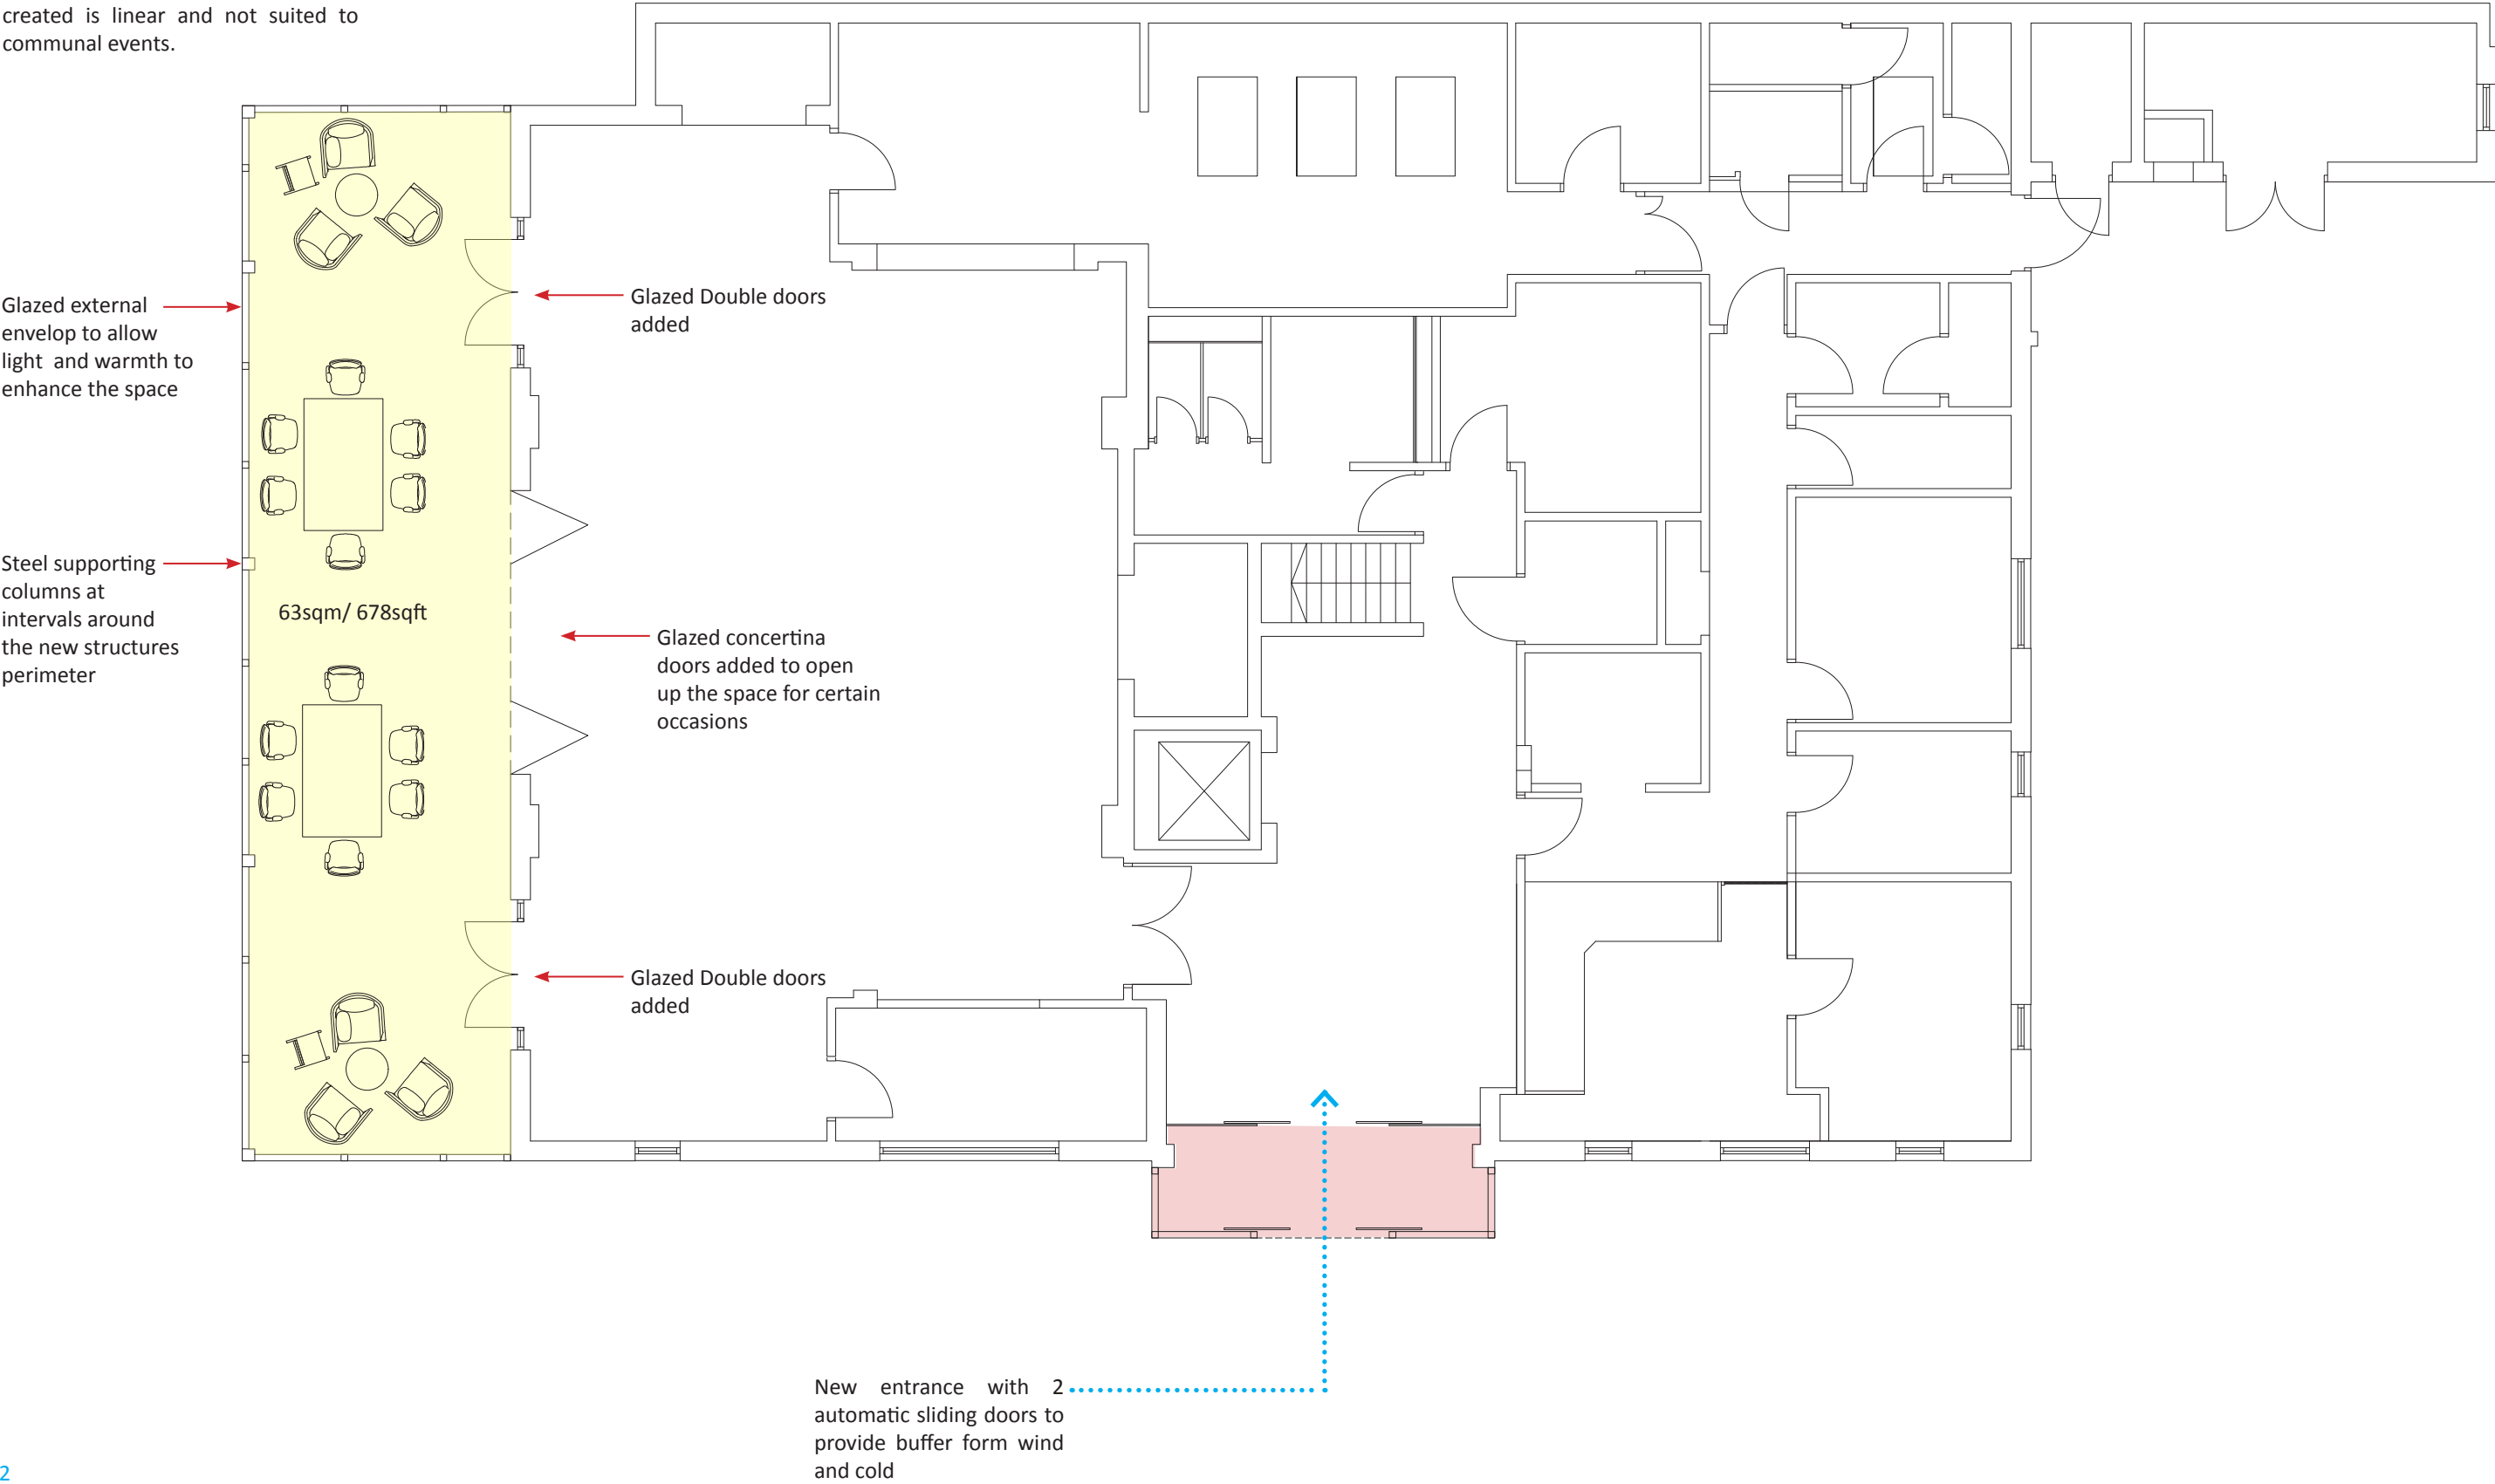 created is linear and not suited to
communal events.
Glazed external
envelop to allow
light and warmth to
enhance the space
Glazed Double doors
added
Steel supporting
columns at
intervals around
the new structures
perimeter
63sqm/ 678sqft
Glazed concertina
doors added to open
up the space for certain
occasions
Glazed Double doors
added
New entrance with 2
automatic sliding doors to
provide buffer form wind
and cold
2